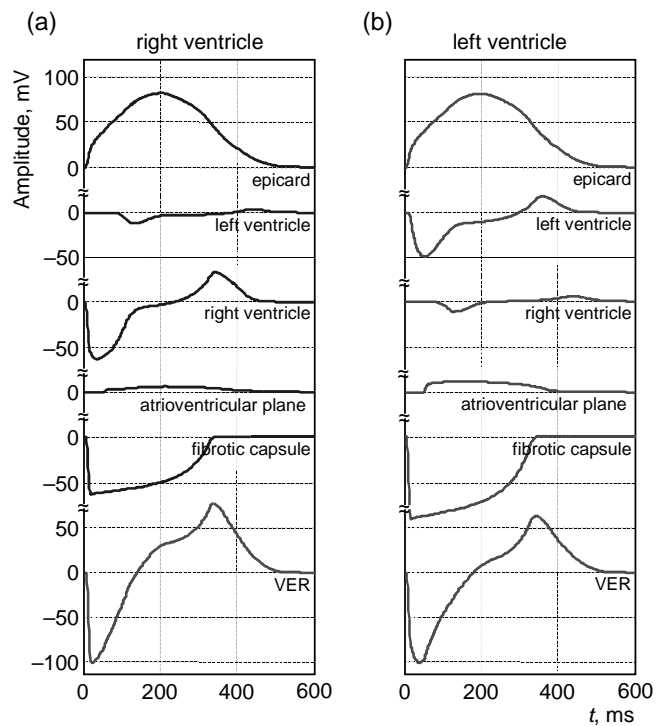 (a)
right ventricle
Amplitude, mV
100
50
0
epicard
0
left ventricle
–50
0
right ventricle
–50
0
atrioventricular plane
0
fibrotic capsule
–50
50
0
VER
–50
–100
0 200 400 600
(b)
left ventricle
epicard
left ventricle
right ventricle
atrioventricular plane
fibrotic capsule
VER
0 200 400 600
t, ms